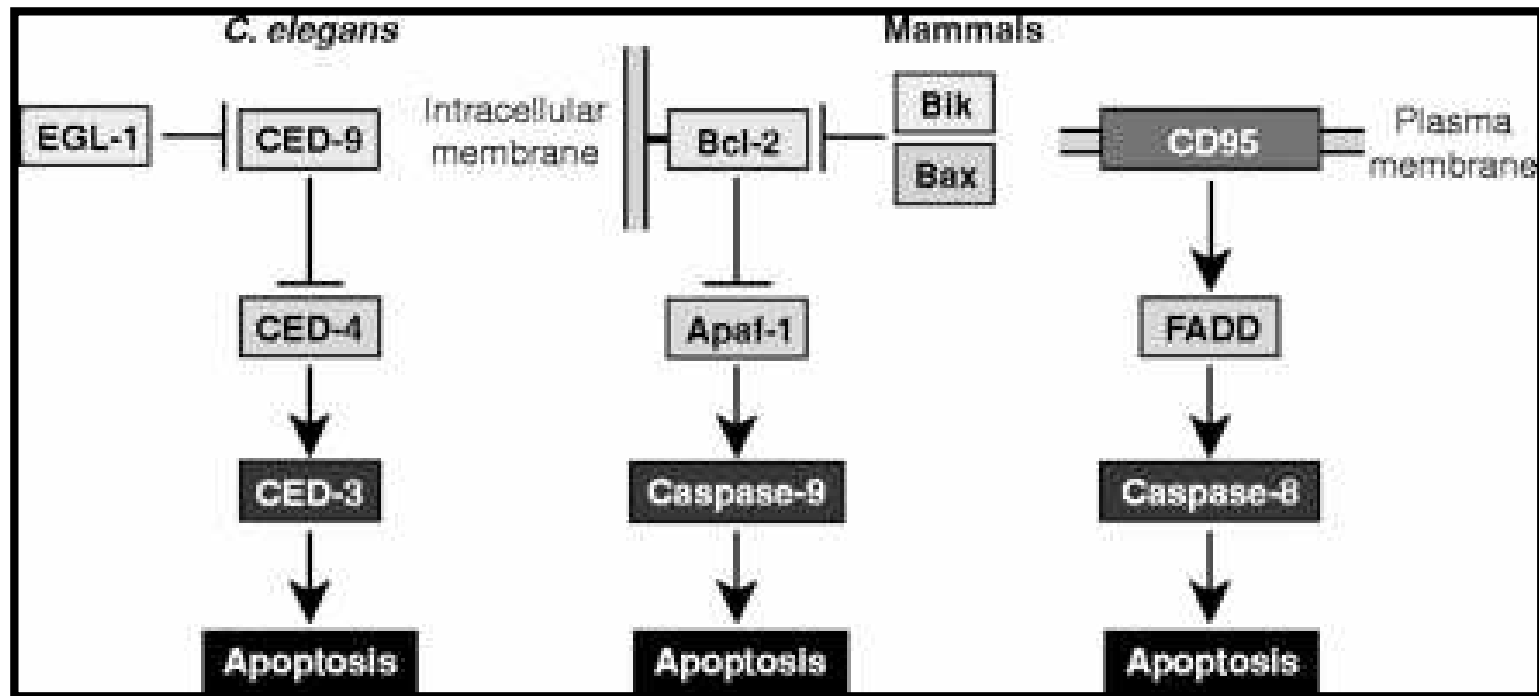 C. elegans
Mammals
EGL-1
CED-9
Intracellular
membrane
Bcl-2
Bik
Bax
CD95
Plasma
membrane
CED-4
Apaf-1
FADD
CED-3
Caspase-9
Caspase-8
Apoptosis
Apoptosis
Apoptosis